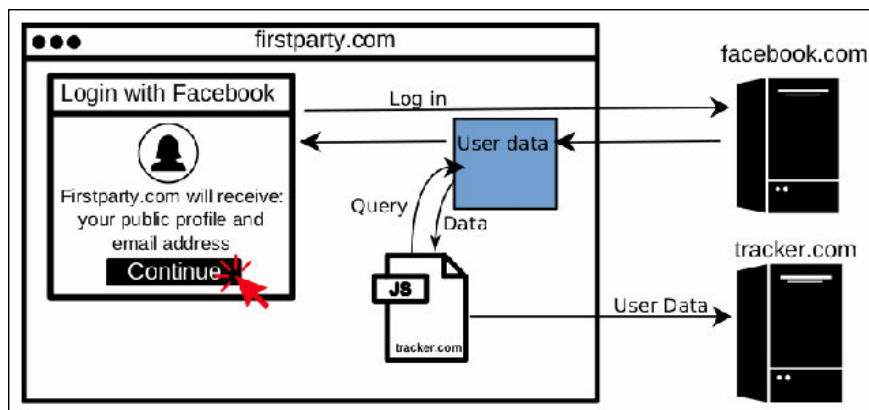 firstparty.com
facebook.com
Login with Facebook
Log in
User data
Firstparty.com will receive:
your public profile and
email address
Continue
Query
Data
JS
tracker.com
User Data
tracker.com